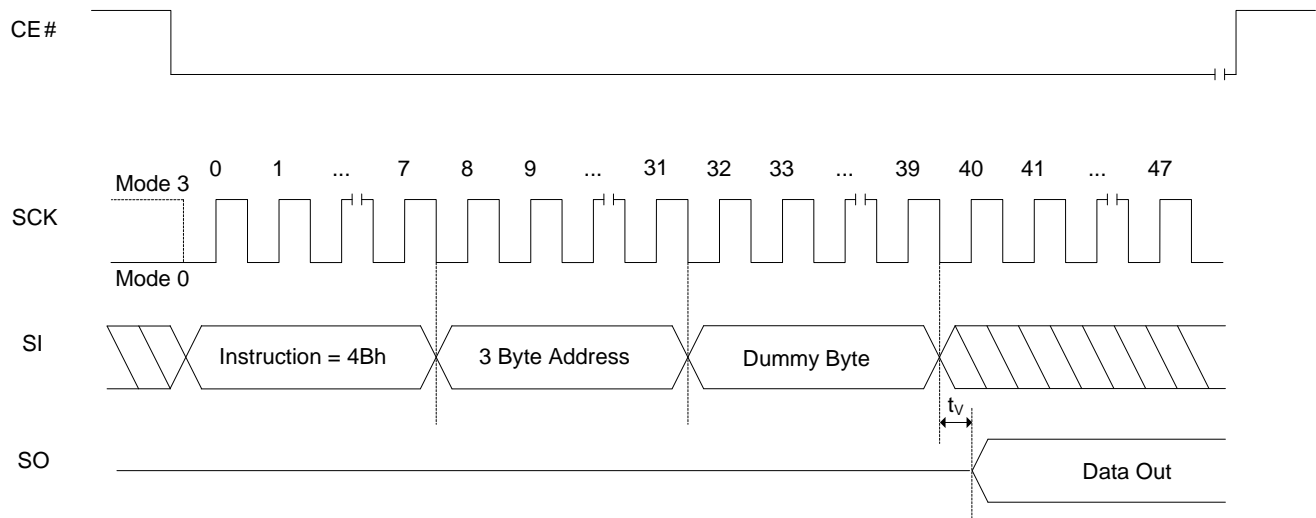 CE#
0 1 ... 7 8 9 ... 31 32 33 ... 39 40 41 ... 47
Mode 3
SCK
Mode 0
SI
Instruction = 4Bh
3 Byte Address
Dummy Byte
tV
SO
Data Out